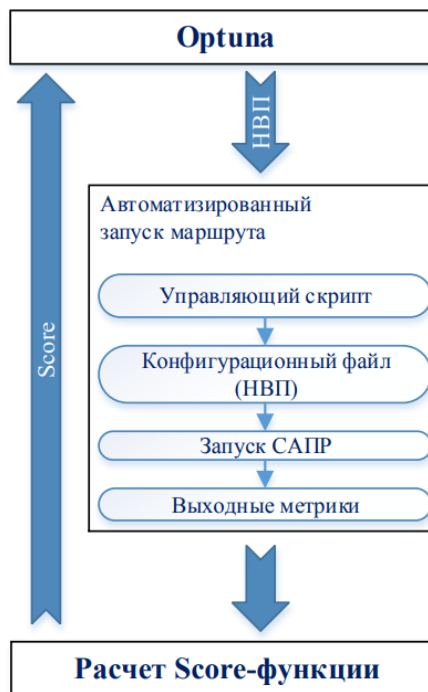 Optuna
НВП
Автоматизированный
запуск маршрута
Управляющий скрипт
Конфигурационный файл
(НВП)
Запуск САПР
Выходные метрики
Score
Расчет Score-функции